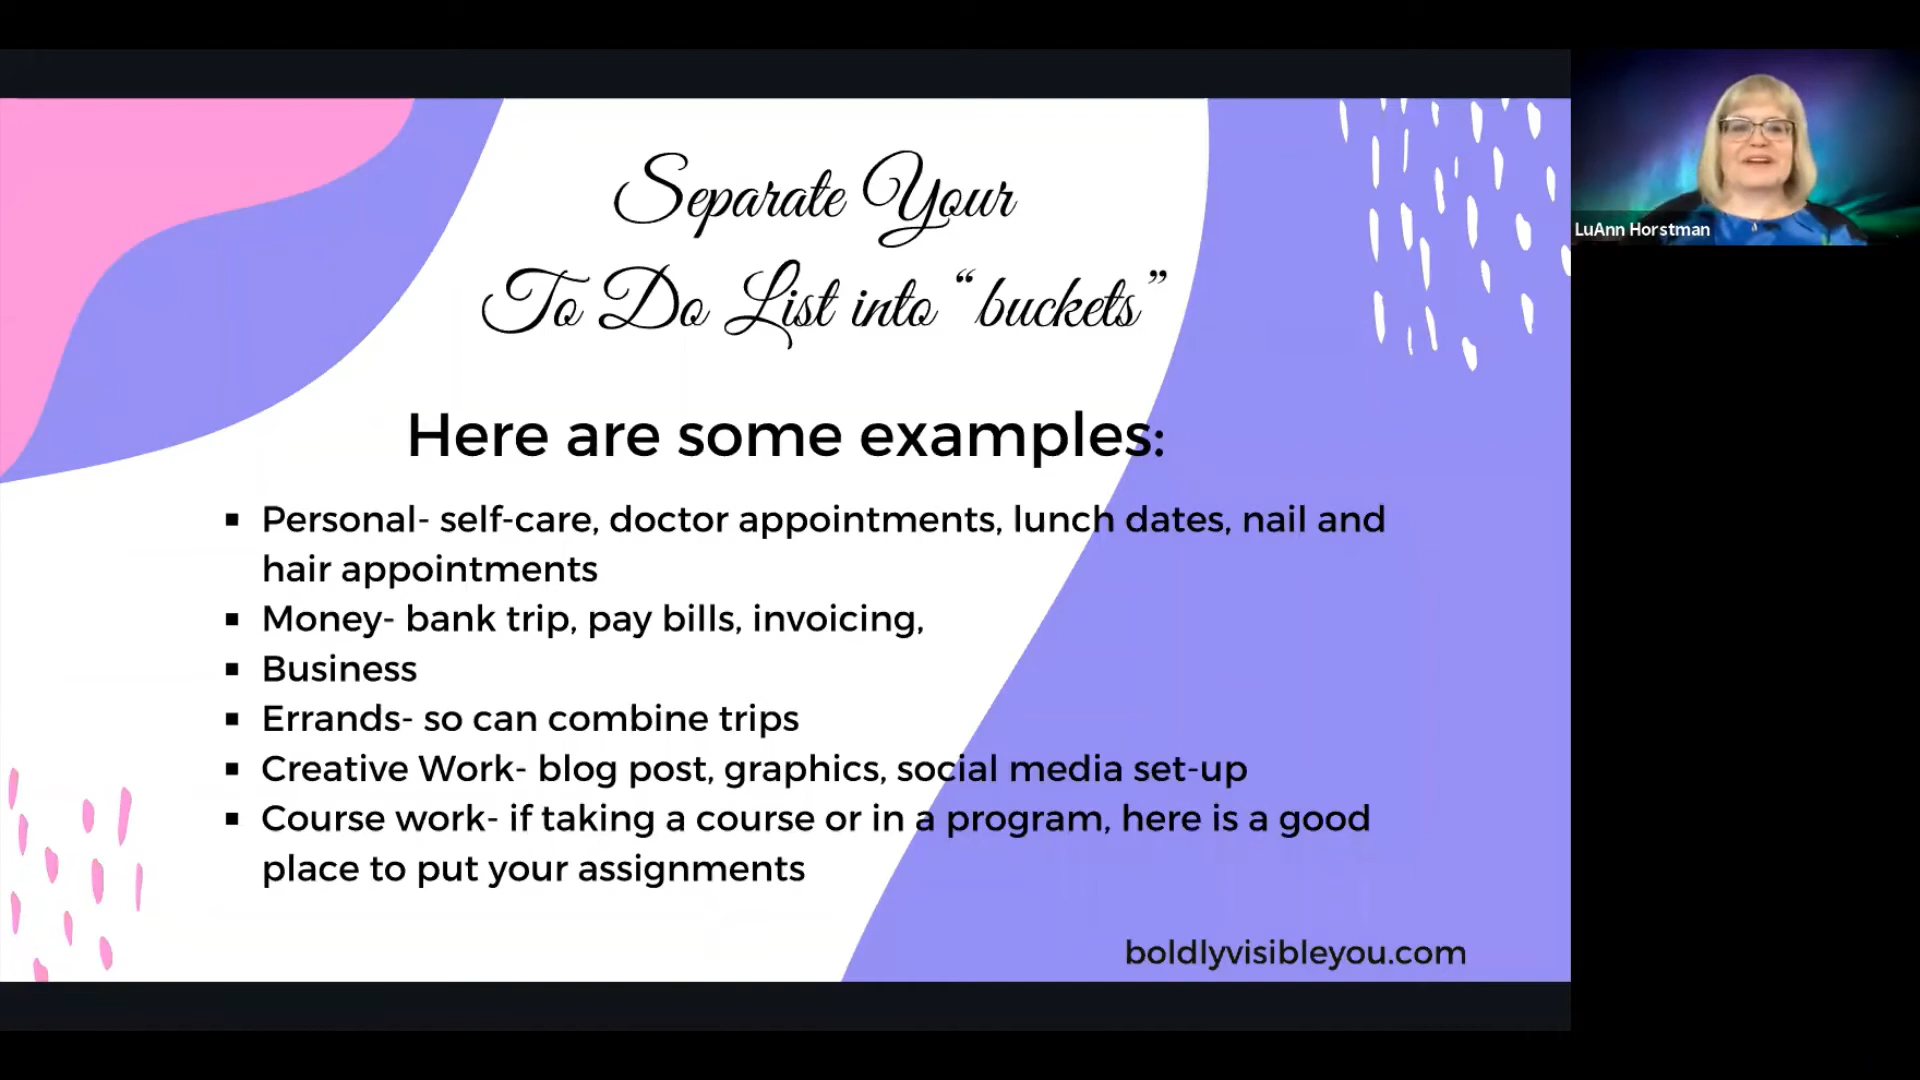 Separate Your
To Do List into “buckets”
Here are some examples:
▪ Personal- self-care, doctor appointments, lunch dates, nail and
hair appointments
▪ Money- bank trip, pay bills, invoicing,
▪ Business
▪ Errands- so can combine trips
▪ Creative Work- blog post, graphics, social media set-up
▪ Course work- if taking a course or in a program, here is a good
place to put your assignments
boldlyvisibleyou.com
LuAnn Horstman